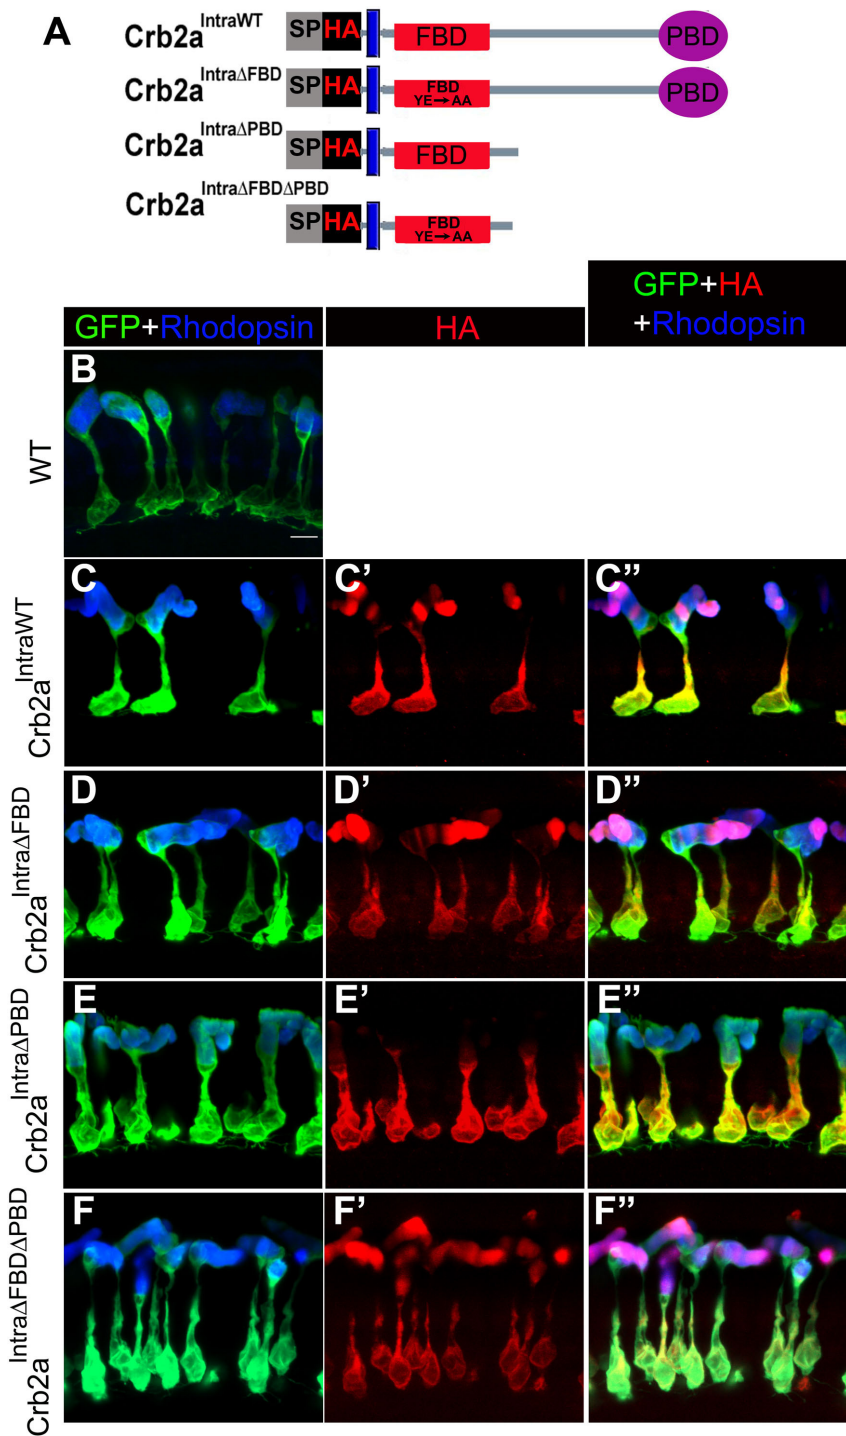 A
Crb2a IntraWT SP HA FBD PBD
Crb2a IntraΔFBD SP HA FBD YE→AA PBD
Crb2a IntraΔPBD SP HA FBD
Crb2a IntraΔFBDΔPBD SP HA FBD YE→AA
GFP+Rhodopsin
HA
GFP+HA
+Rhodopsin
WT
B
Crb2a IntraWT
C
C’
C’’
Crb2a IntraΔFBD
D
D’
D’’
Crb2a IntraΔPBD
E
E’
E’’
Crb2a IntraΔFBDΔPBD
F
F’
F’’